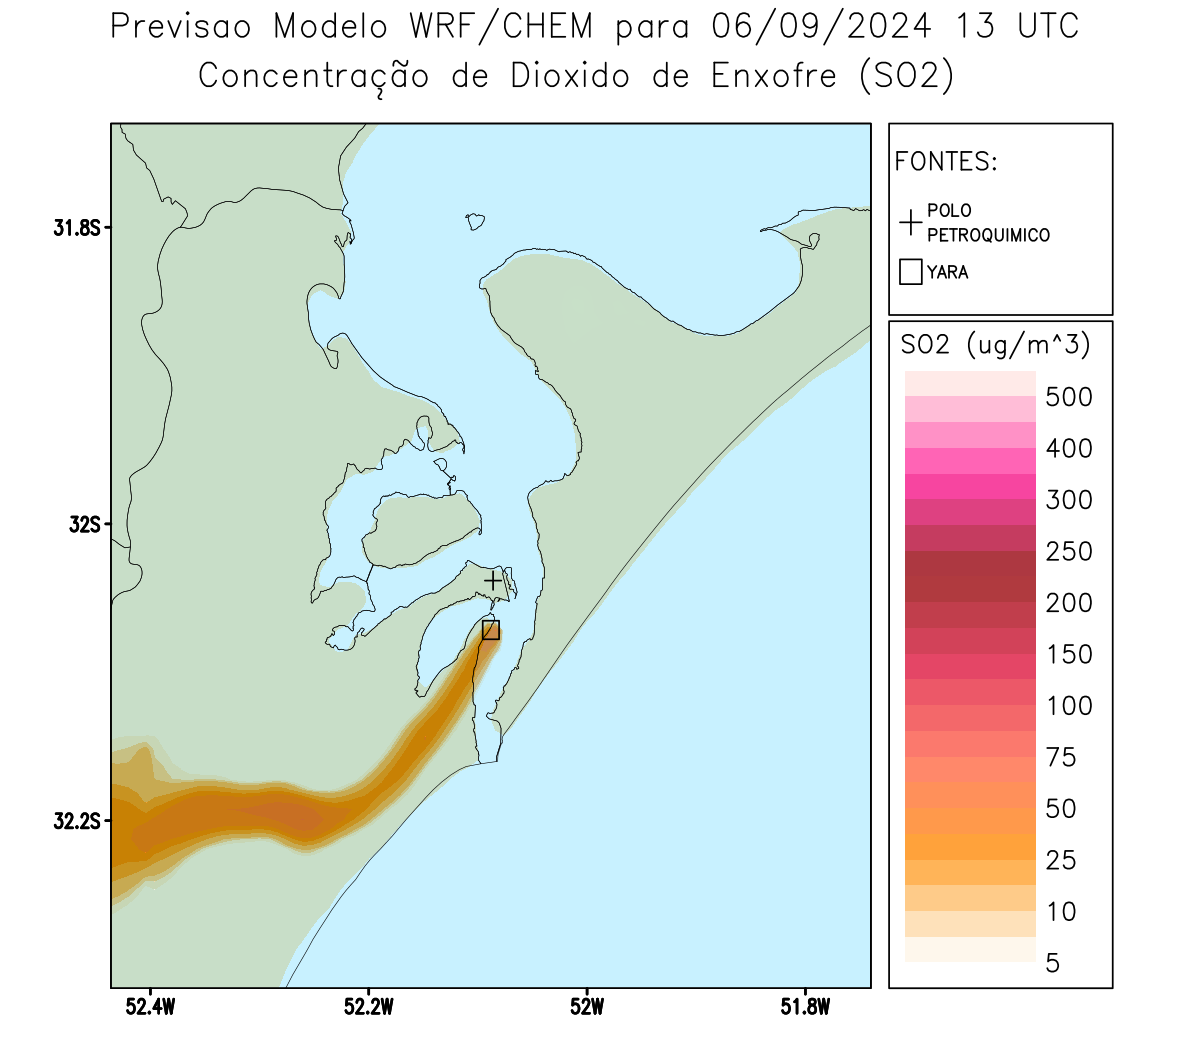 Previsao Modelo WRF/CHEM para 06/09/2024 13 UTC
Concentração de Dioxido de Enxofre (SO2)
FONTES:
POLO
PETROQUIMICO
YARA
31.8S
32S
32.2S
52.4W
52.2W
52W
51.8W
SO2 (ug/m^3)
500
400
300
250
200
150
100
75
50
25
10
5